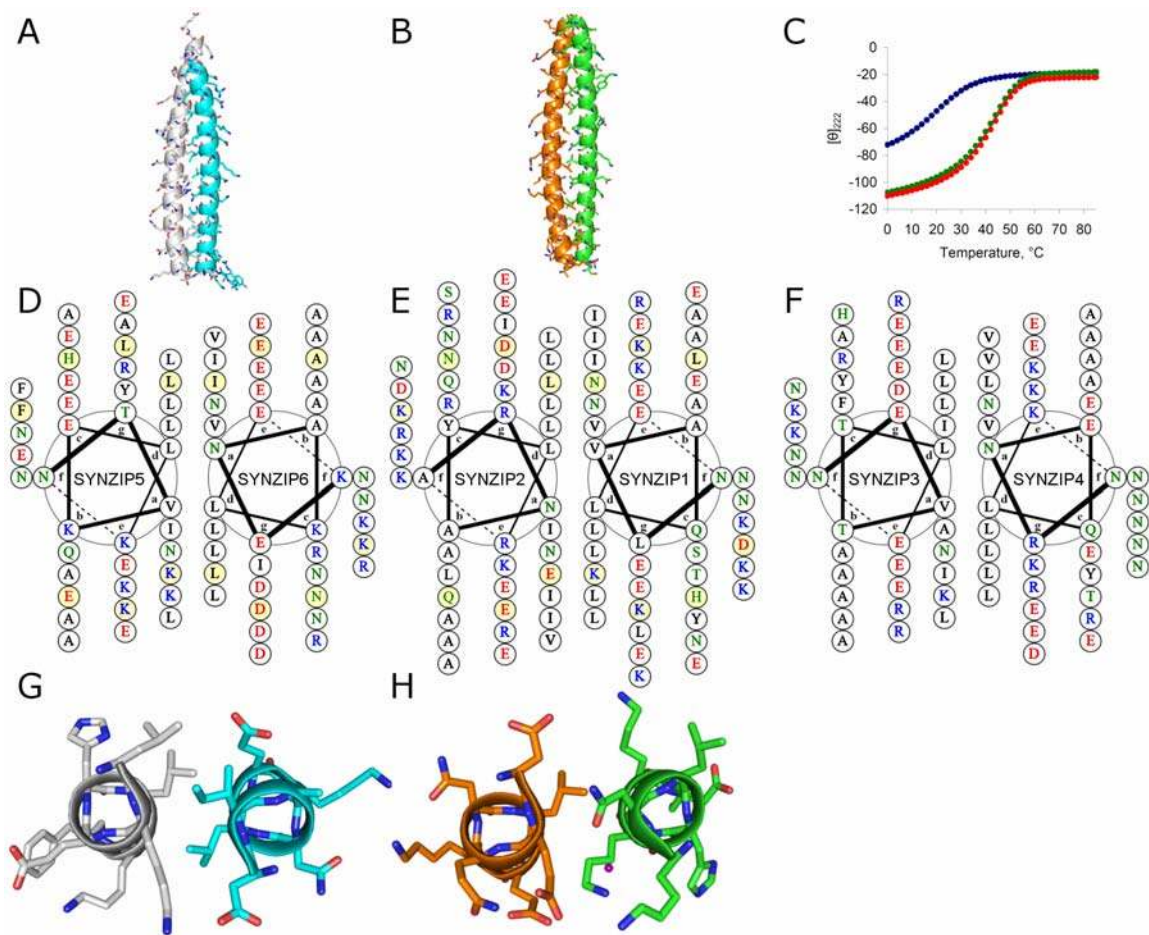 A
B
C
0
-20
-40
-60
-80
-100
-120
[θ]222
0 10 20 30 40 50 60 70 80
Temperature, °C
D
F F N E N N
A E H E E E E
E A L R Y T
L L L L L
SYNZIP5
c g d f a b e
K Q A E A A
K E K K E
V I N K K L
V I I N V N
E E E E E E
A A A A A A
SYNZIP6
e b a f d g c
L L L L L
E I D D D D
K R N N N R
K N N K K R
E
N D K R K K A
S R N N Q R Y
E E I D D K R
L L L L L L
SYNZIP2
c g d f a b e
A A L Q A A A
R K E E R E
N I N E I I V
I I I N N V V
R E K K E E E
E A A L E A A
SYNZIP1
e b a f d g c
L L L K L L L
L E E K L E K
Q S T H Y N E
N N N K D K K
F
N K K N N N
H A R Y F T
R E E E D E
L L L I L
SYNZIP3
c g d f a b e
T A A A A A
E E E R R
V A N I K L
V V L N V N
E E K K K K
A A A A E E
SYNZIP4
e b a f d g c
L L L L L
R K R E E D
Q E Y T R E
N N N N N N
G
H